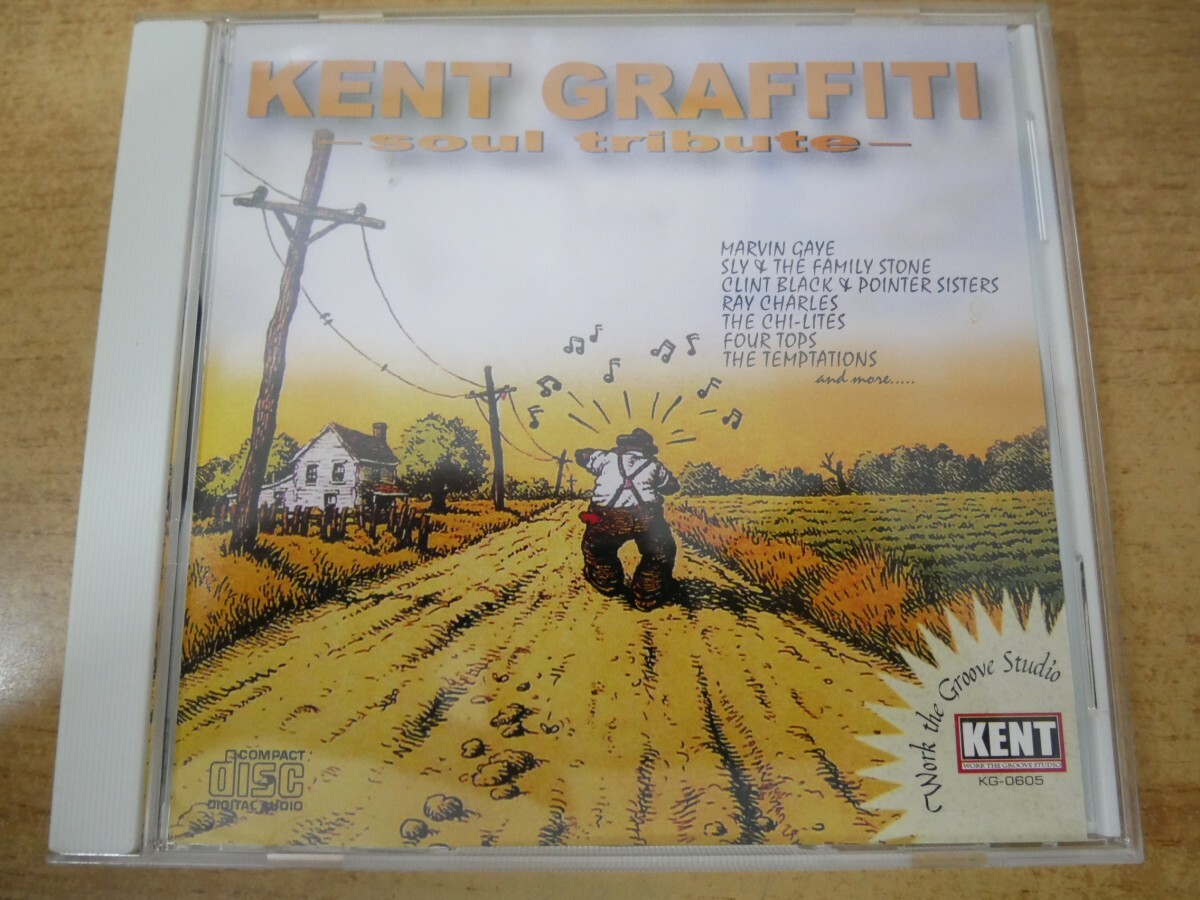 KENT GRAFFITI
-soul tribute-
MARVIN GAYE
SLY & THE FAMILY STONE
CLINT BLACK & POINTER SISTERS
RAY CHARLES
THE CHI-LITES
FOUR TOPS
THE TEMPTATIONS
and more.....
Work the Groove Studio
KENT
WORK THE GROOVE STUDIO
KG-0605
COMPACT
disc
DIGITAL AUDIO